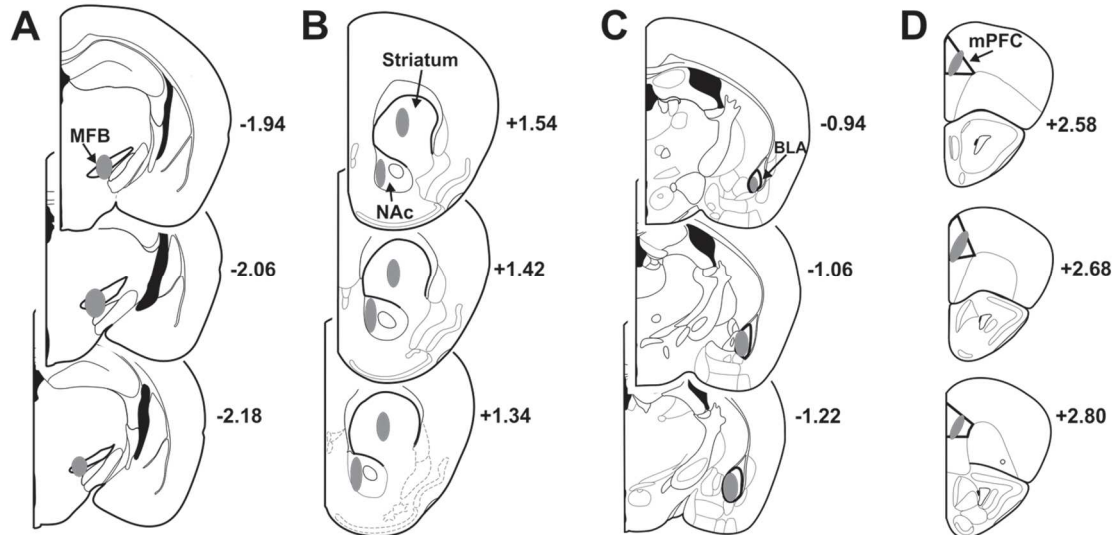 A
MFB
-1.94
-2.06
-2.18
B
Striatum
NAc
+1.54
+1.42
+1.34
C
BLA
-0.94
-1.06
-1.22
D
mPFC
+2.58
+2.68
+2.80